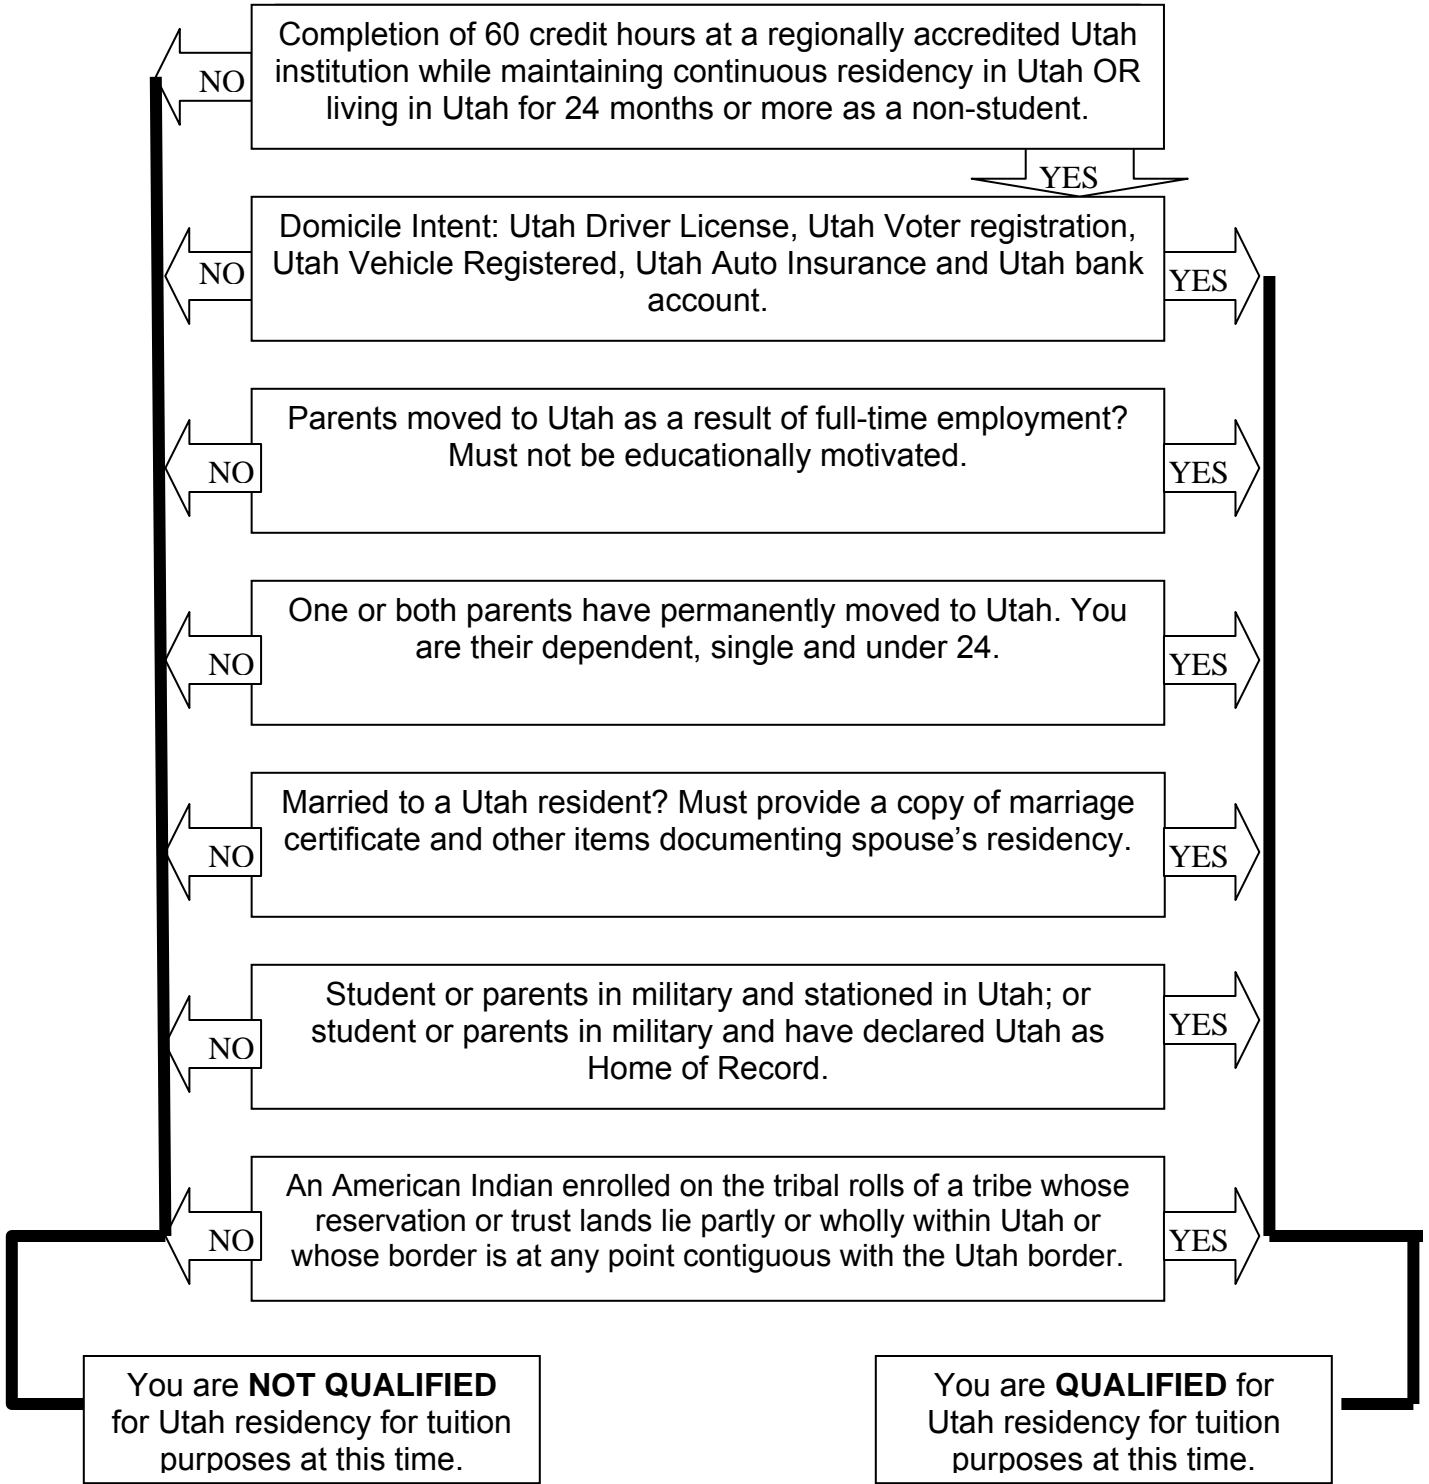 Completion of 60 credit hours at a regionally accredited Utah
institution while maintaining continuous residency in Utah OR
living in Utah for 24 months or more as a non-student.
NO
YES
Domicile Intent: Utah Driver License, Utah Voter registration,
Utah Vehicle Registered, Utah Auto Insurance and Utah bank
account.
NO
YES
Parents moved to Utah as a result of full-time employment?
Must not be educationally motivated.
NO
YES
One or both parents have permanently moved to Utah. You
are their dependent, single and under 24.
NO
YES
Married to a Utah resident? Must provide a copy of marriage
certificate and other items documenting spouse’s residency.
NO
YES
Student or parents in military and stationed in Utah; or
student or parents in military and have declared Utah as
Home of Record.
NO
YES
An American Indian enrolled on the tribal rolls of a tribe whose
reservation or trust lands lie partly or wholly within Utah or
whose border is at any point contiguous with the Utah border.
NO
YES
You are NOT QUALIFIED
for Utah residency for tuition
purposes at this time.
You are QUALIFIED for
Utah residency for tuition
purposes at this time.